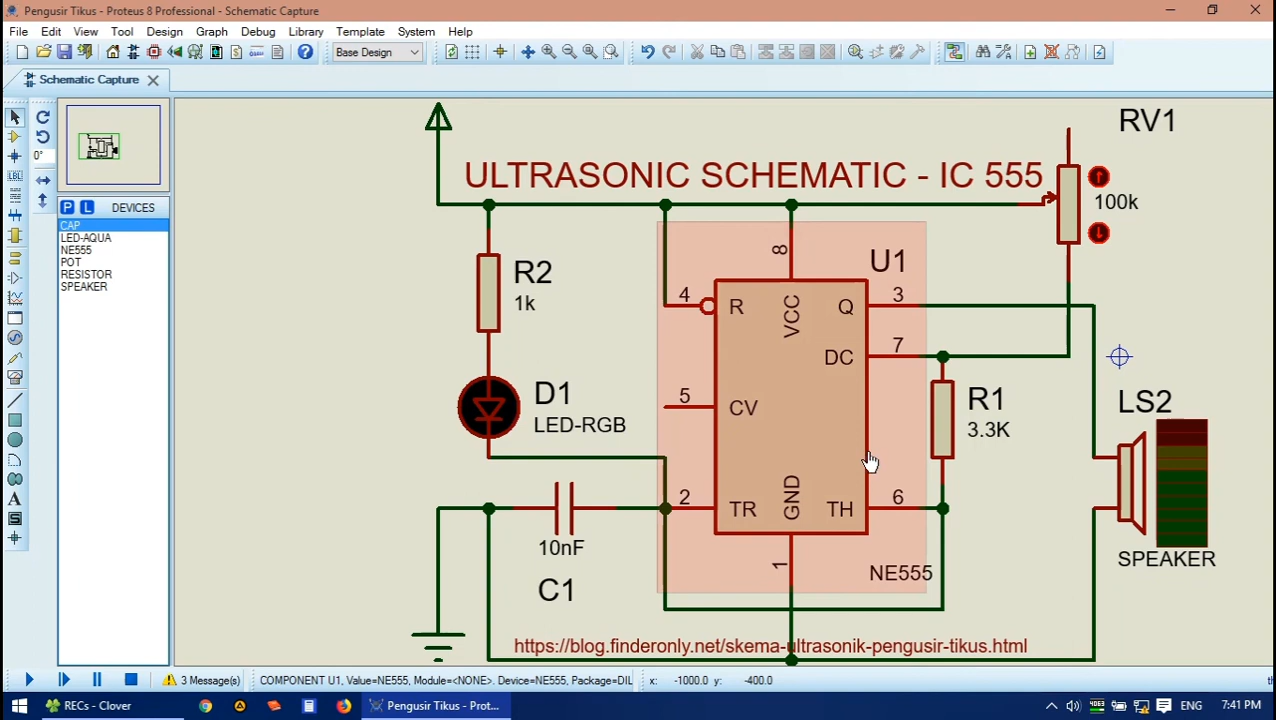 Pengusir Tikus - Proteus 8 Professional - Schematic Capture
File Edit View Tool Design Graph Debug Library Template System Help
Base Design
Schematic Capture
0°
P L DEVICES
CAP
LED-AQUA
NE555
POT
RESISTOR
SPEAKER
LBL
A
S
RV1
100k
ULTRASONIC SCHEMATIC - IC 555
R2
1k
D1
LED-RGB
U1
8
4
R
VCC
Q
3
DC
7
5
CV
2
TR
GND
TH
6
1
NE555
R1
3.3K
LS2
SPEAKER
10nF
C1
https://blog.finderonly.net/skema-ultrasonik-pengusir-tikus.html
3 Message(s)
COMPONENT U1, Value=NE555, Module=<NONE>. Device=NE555, Package=DIL
x: -1000.0 y: -400.0
th
RECs - Clover
Pengusir Tikus - Prot...
ENG
7:41 PM